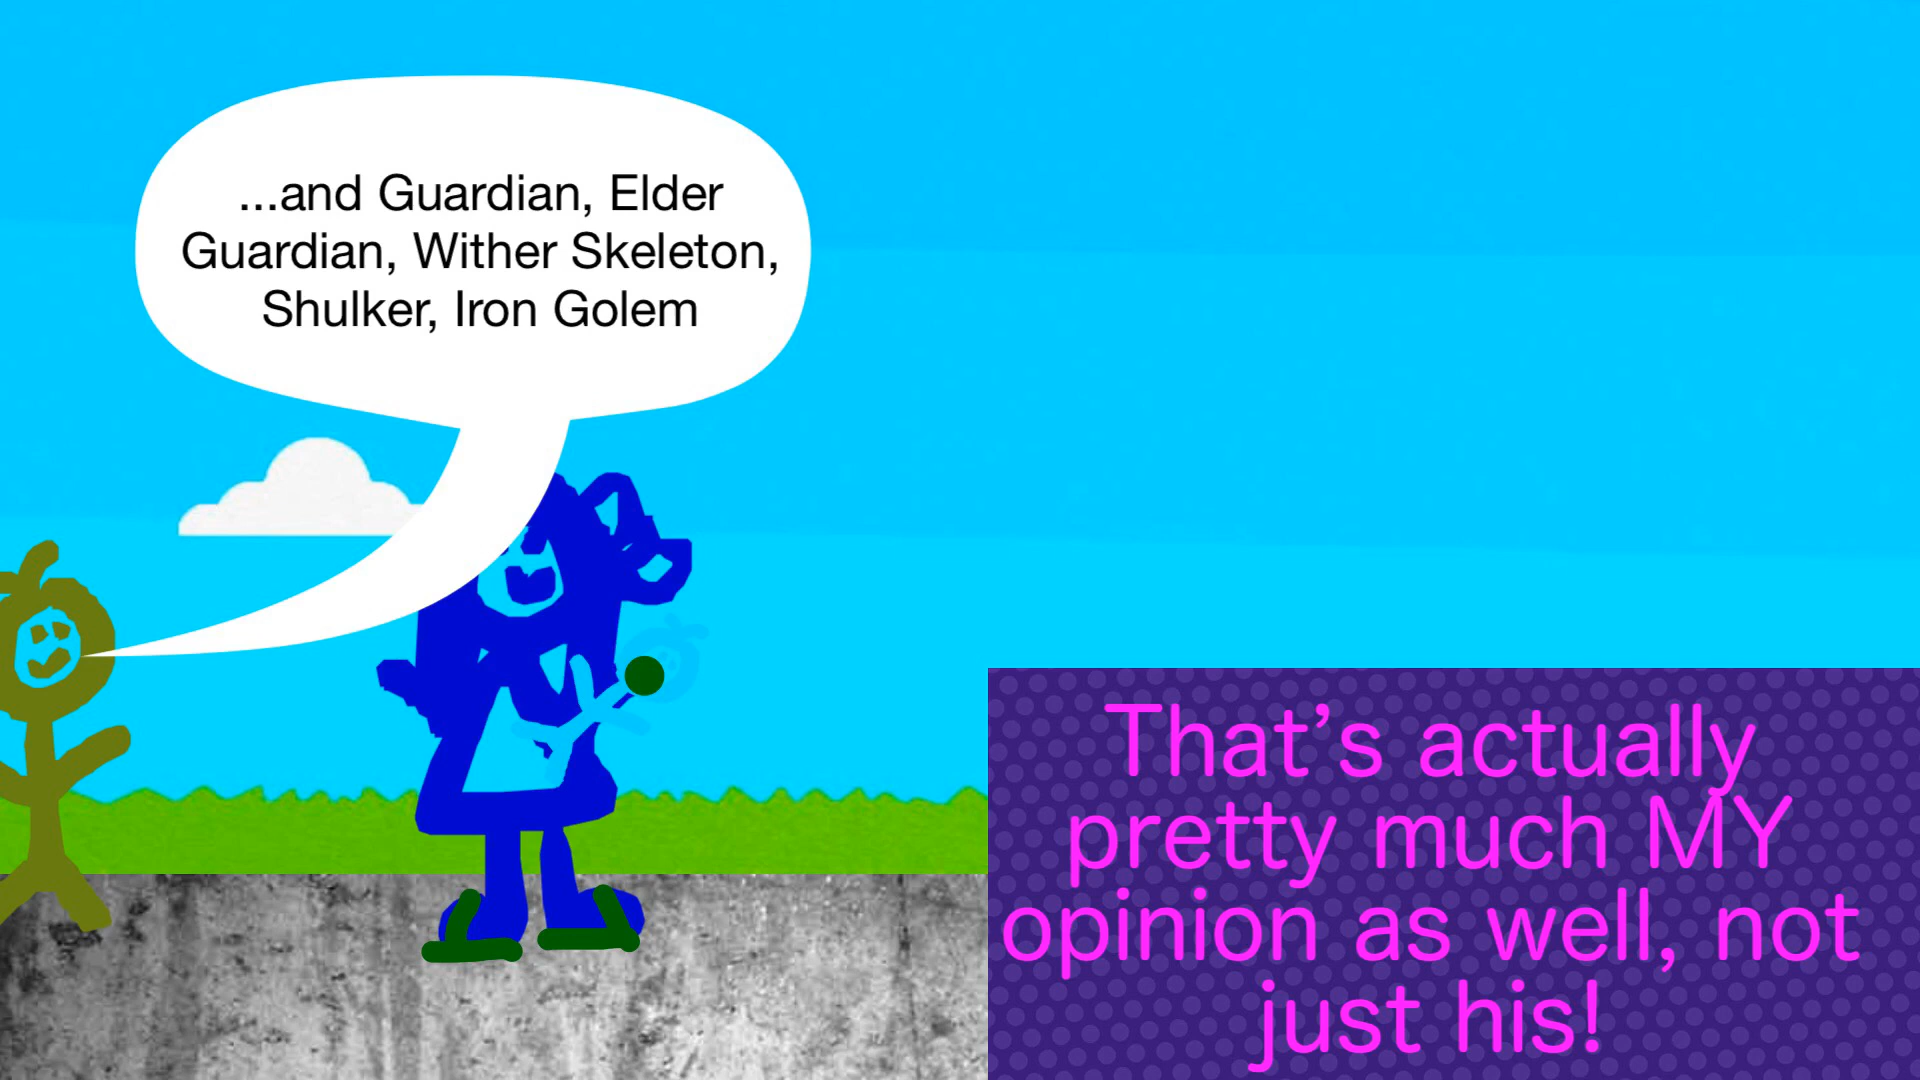 ...and Guardian, Elder
Guardian, Wither Skeleton,
Shulker, Iron Golem
That’s actually
pretty much MY
opinion as well, not
just his!